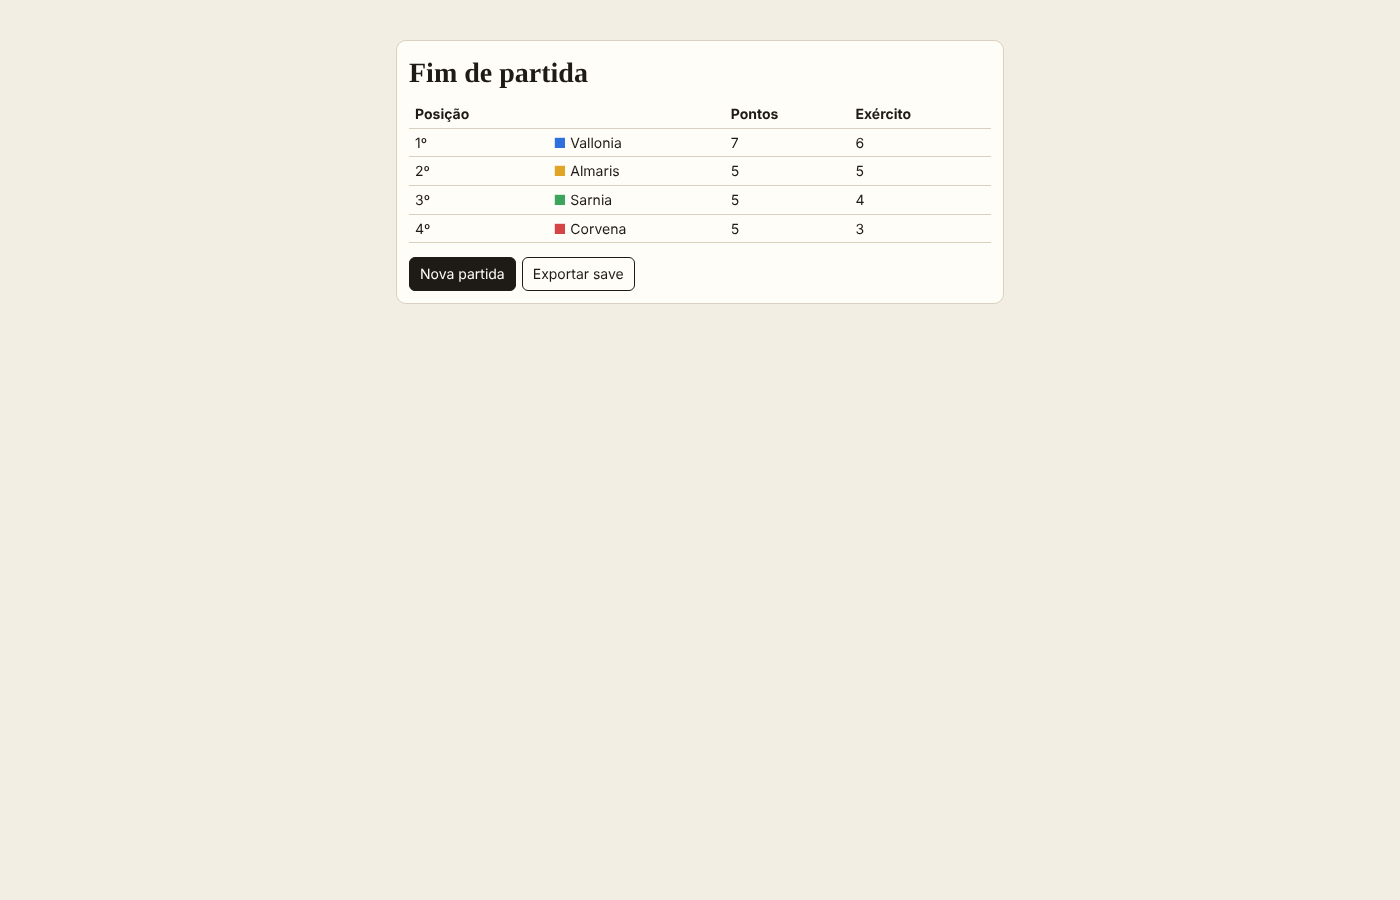 Fim de partida
Posição Pontos Exército
1º Vallonia 7 6
2º Almaris 5 5
3º Sarnia 5 4
4º Corvena 5 3
Nova partida Exportar save